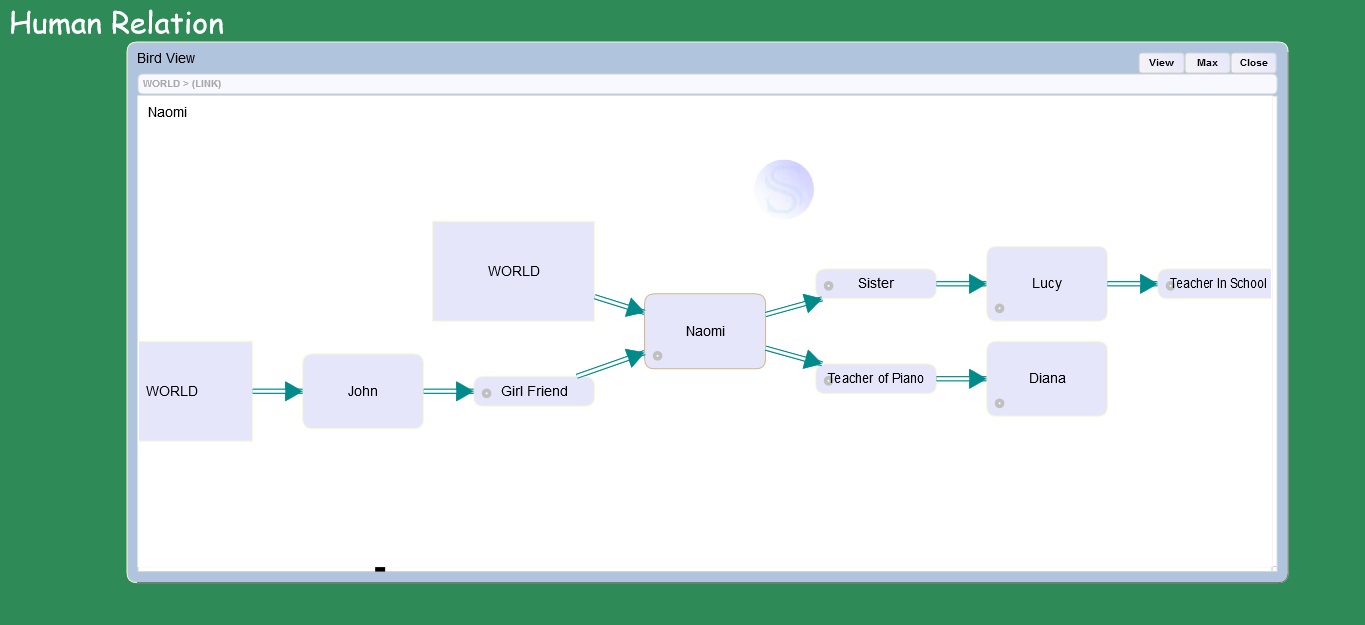 Human Relation
Bird View
View
Max
Close
WORLD > (LINK)
Naomi
S
WORLD
Sister
Lucy
Teacher In School
Naomi
WORLD
John
Girl Friend
Teacher of Piano
Diana